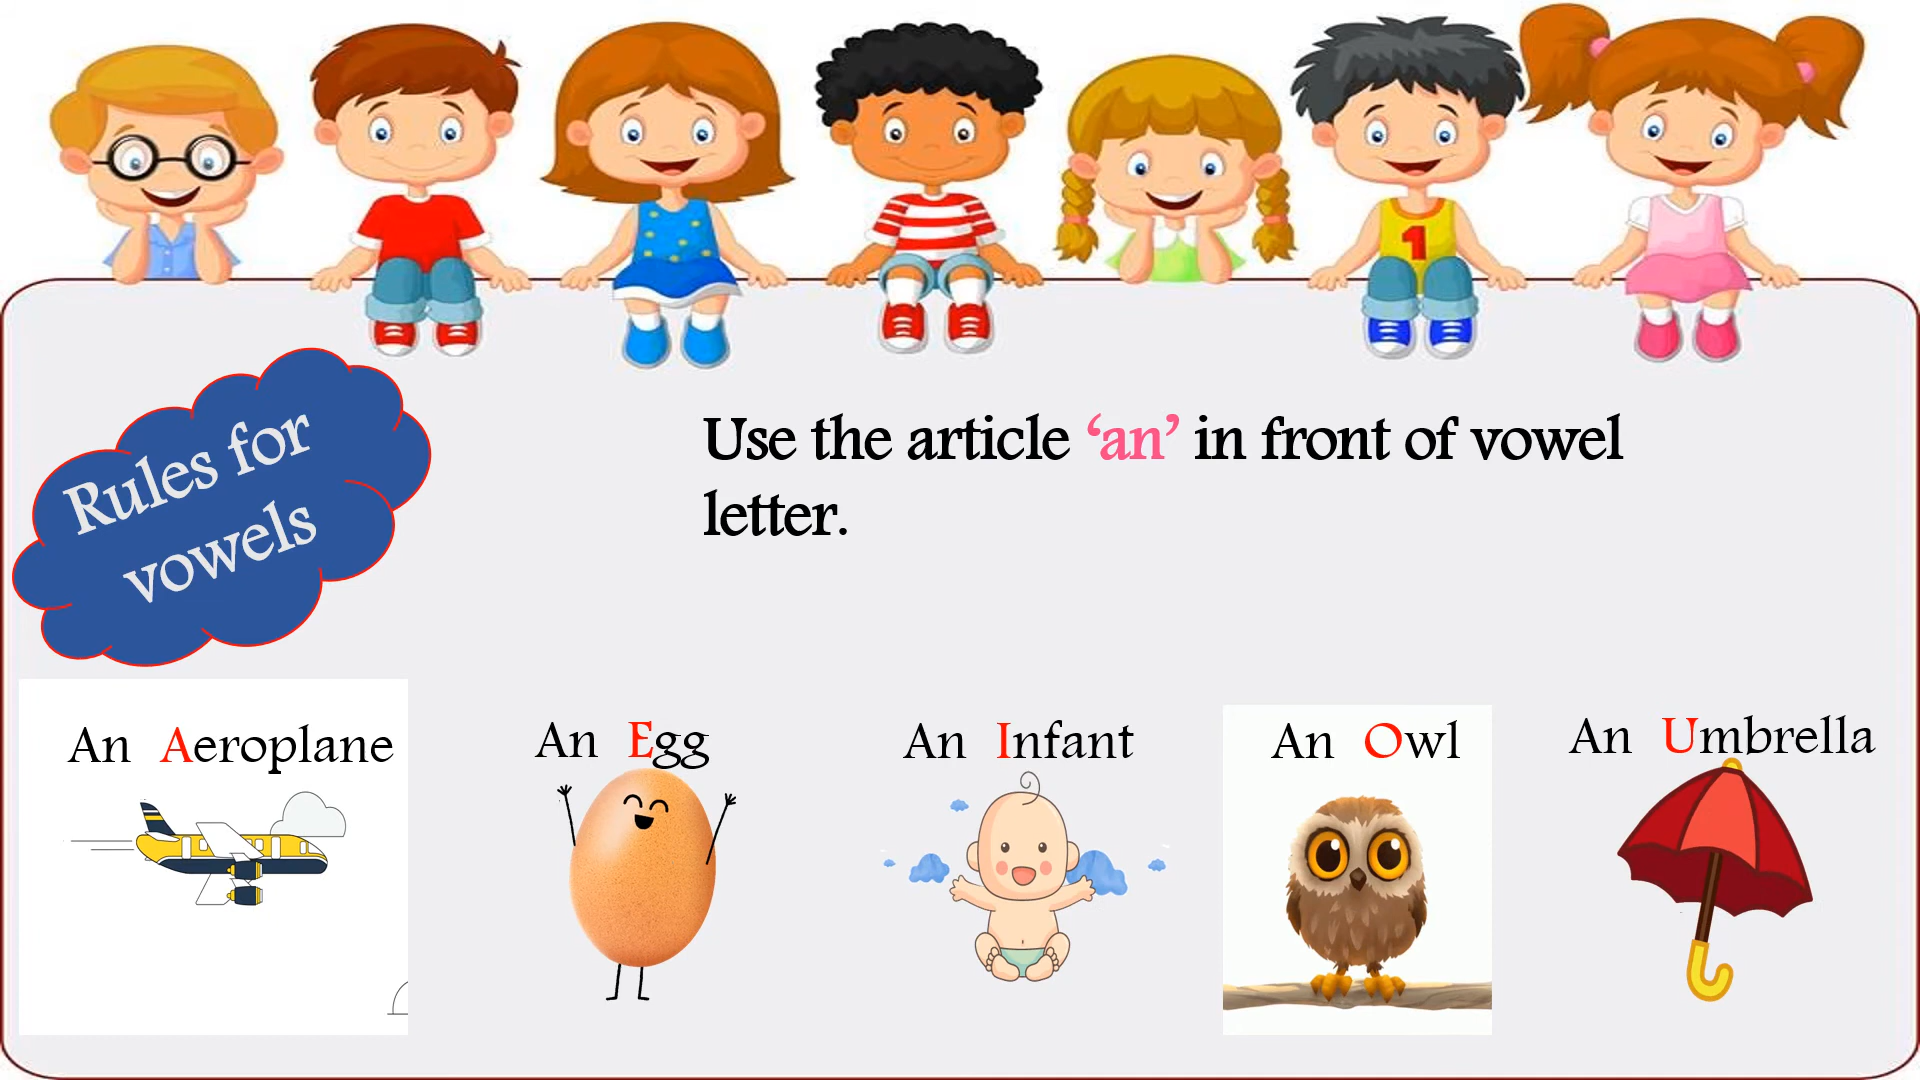 Rules for
vowels
Use the article ‘an’ in front of vowel
letter.
An Aeroplane
An Egg
An Infant
An Owl
An Umbrella
1